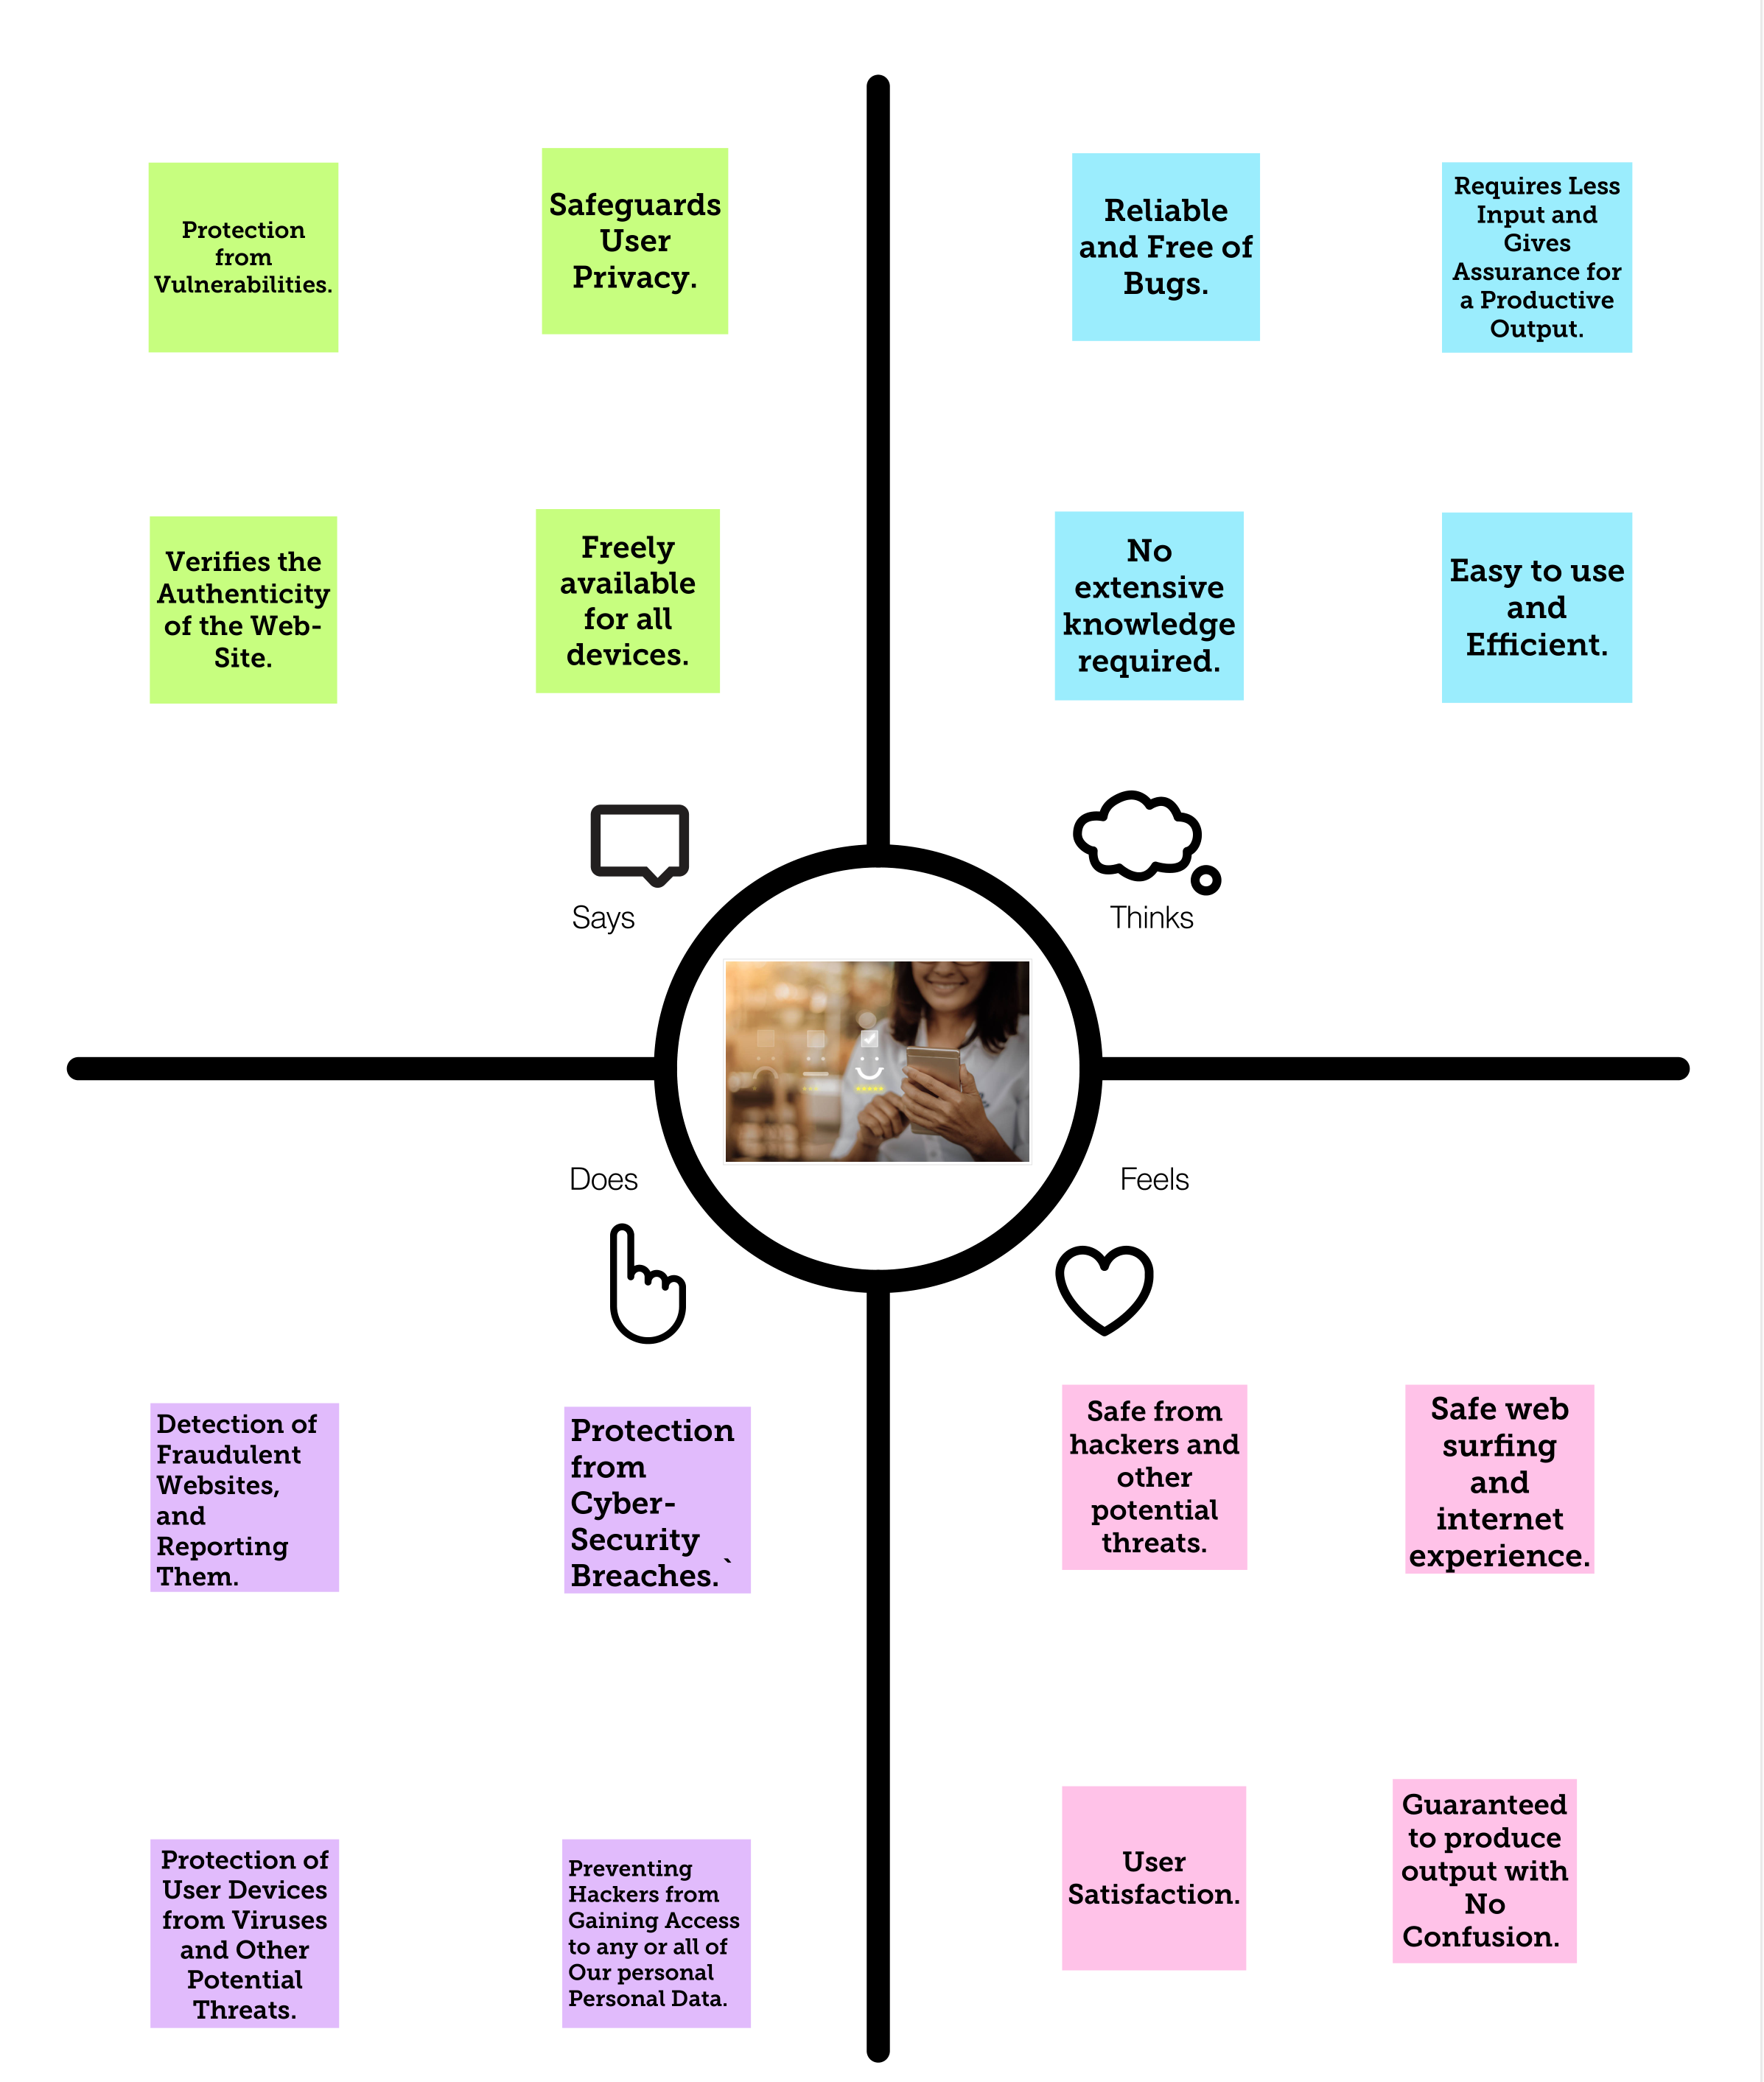 Protection
from
Vulnerabilities.
Safeguards
User
Privacy.
Verifies the
Authenticity
of the Web-
Site.
Freely
available
for all
devices.
Says
Reliable
and Free of
Bugs.
Requires Less
Input and
Gives
Assurance for
a Productive
Output.
No
extensive
knowledge
required.
Easy to use
and
Efficient.
Thinks
Does
Detection of
Fraudulent
Websites,
and
Reporting
Them.
Protection
from
Cyber-
Security
Breaches.`
Protection of
User Devices
from Viruses
and Other
Potential
Threats.
Preventing
Hackers from
Gaining Access
to any or all of
Our personal
Personal Data.
Feels
Safe from
hackers and
other
potential
threats.
Safe web
surfing
and
internet
experience.
User
Satisfaction.
Guaranteed
to produce
output with
No
Confusion.